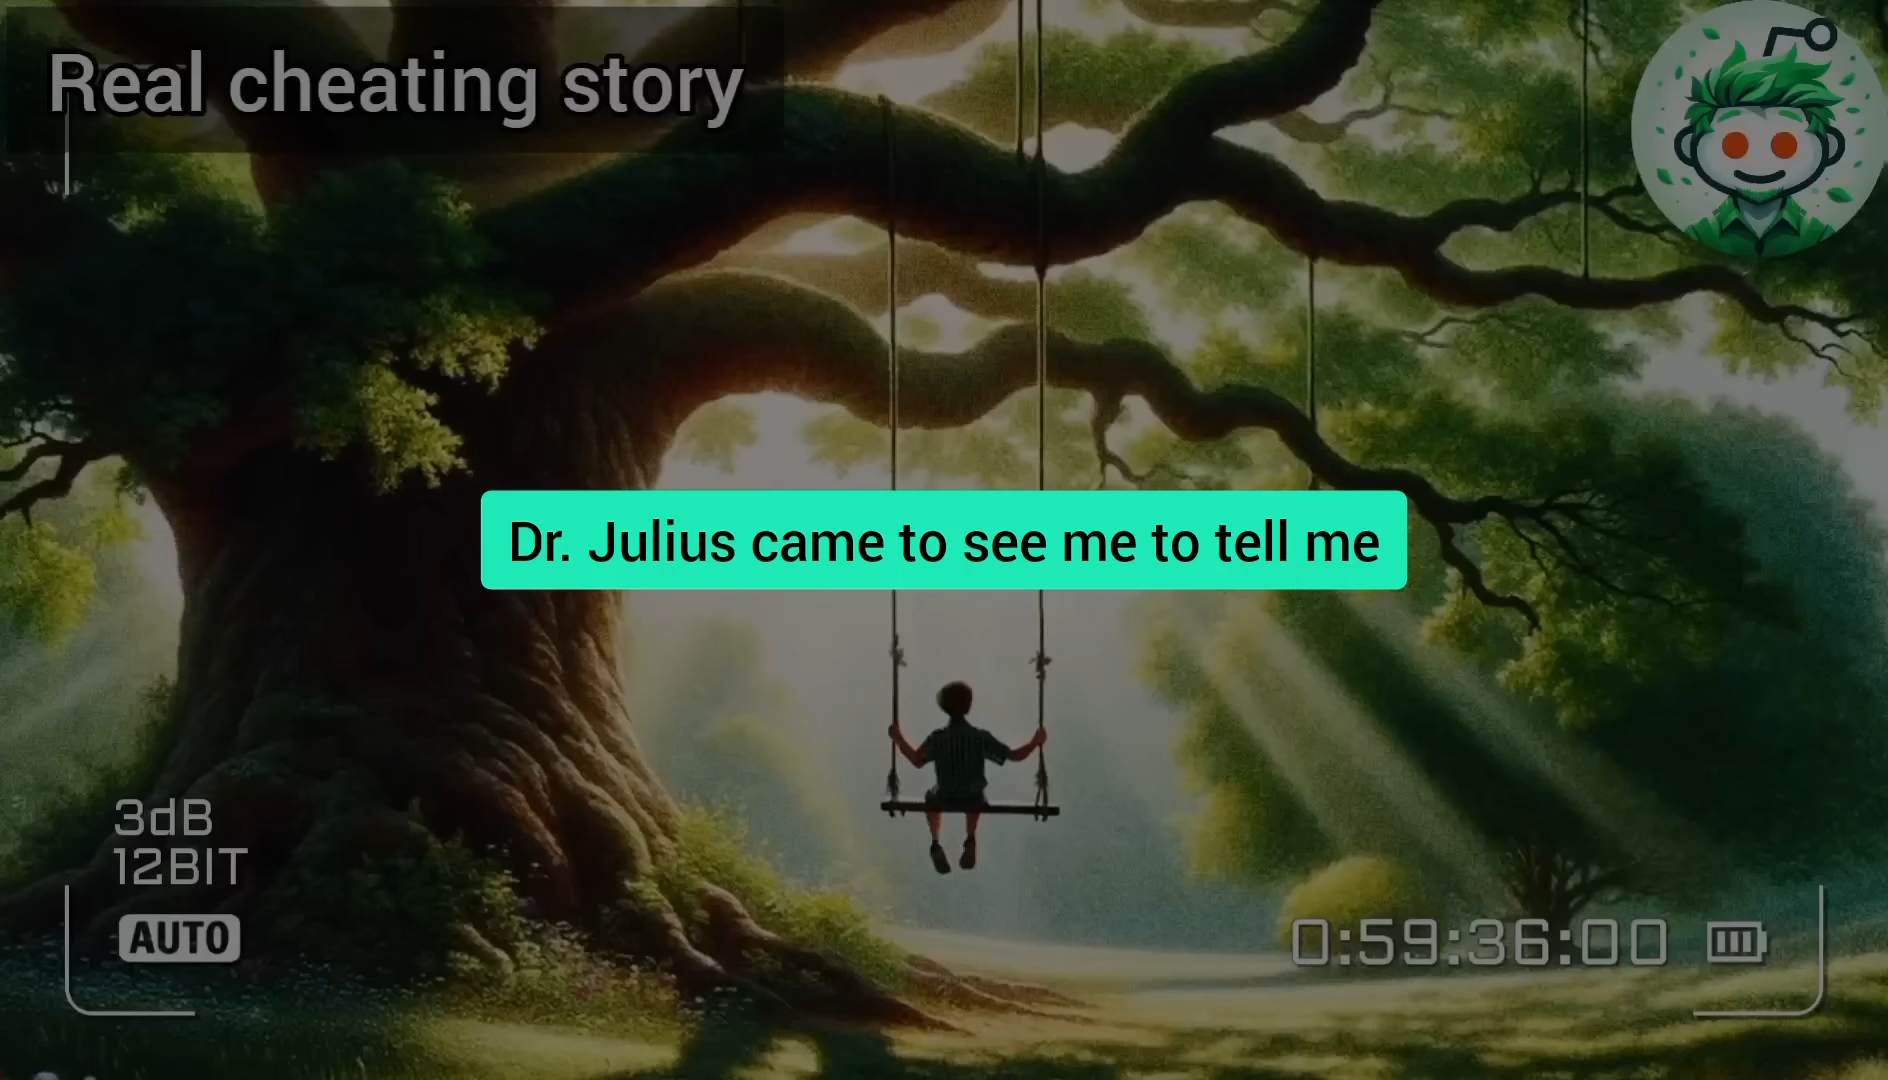 Real cheating story
Dr. Julius came to see me to tell me
3dB
12BIT
AUTO
0:59:36:00